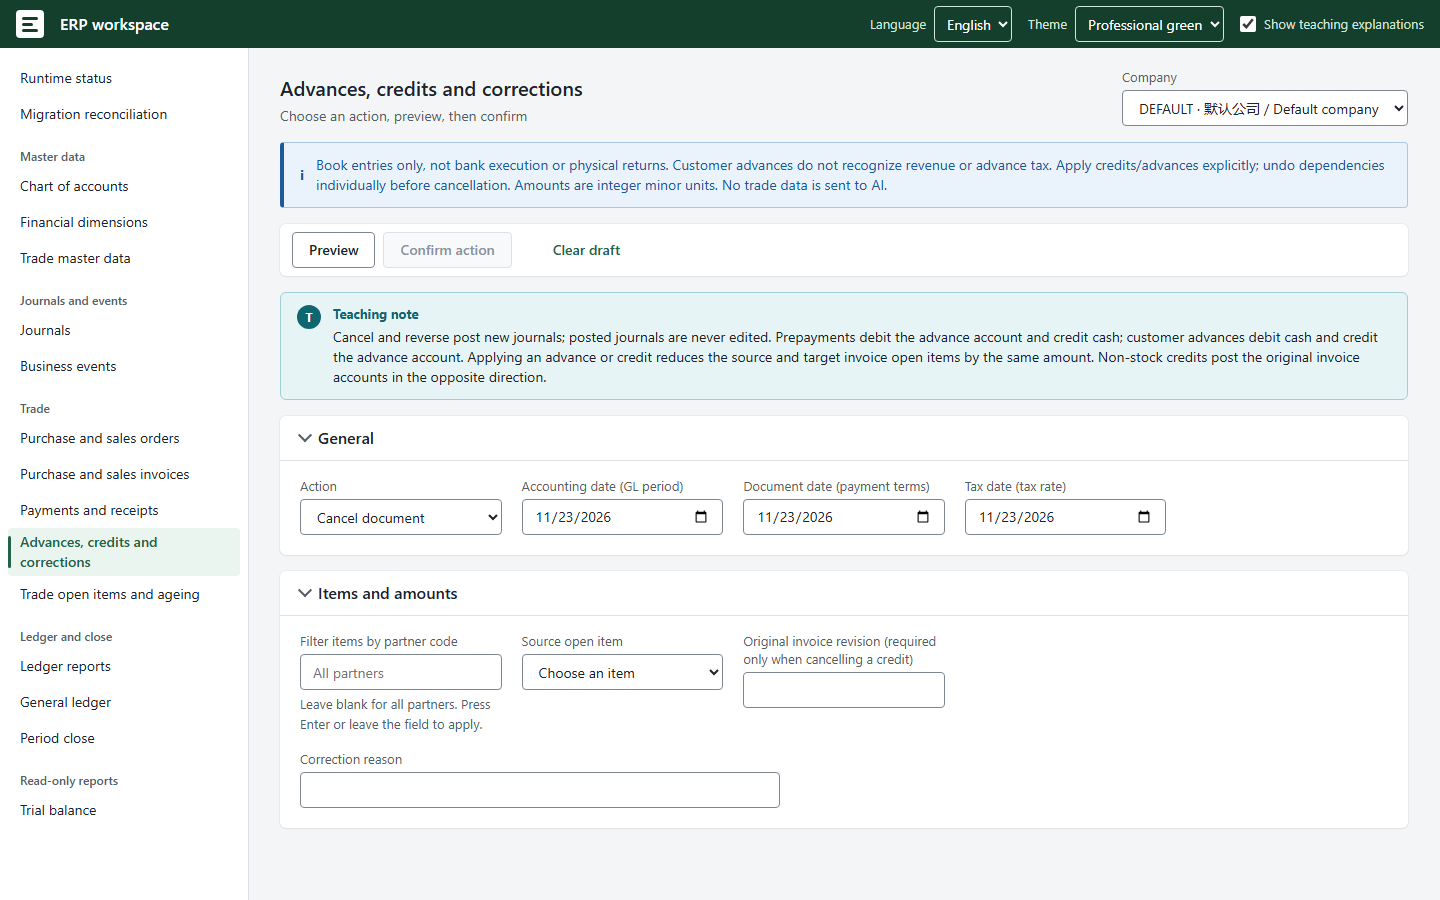 ERP workspace
Language
English
Theme
Professional green
Show teaching explanations
Runtime status
Migration reconciliation
Master data
Chart of accounts
Financial dimensions
Trade master data
Journals and events
Journals
Business events
Trade
Purchase and sales orders
Purchase and sales invoices
Payments and receipts
Advances, credits and
corrections
Trade open items and ageing
Ledger and close
Ledger reports
General ledger
Period close
Read-only reports
Trial balance
Advances, credits and corrections
Choose an action, preview, then confirm
Company
DEFAULT · 默认公司 / Default company
i
Book entries only, not bank execution or physical returns. Customer advances do not recognize revenue or advance tax. Apply credits/advances explicitly; undo dependencies
individually before cancellation. Amounts are integer minor units. No trade data is sent to AI.
Preview
Confirm action
Clear draft
T
Teaching note
Cancel and reverse post new journals; posted journals are never edited. Prepayments debit the advance account and credit cash; customer advances debit cash and credit
the advance account. Applying an advance or credit reduces the source and target invoice open items by the same amount. Non-stock credits post the original invoice
accounts in the opposite direction.
General
Action
Cancel document
Accounting date (GL period)
11/23/2026
Document date (payment terms)
11/23/2026
Tax date (tax rate)
11/23/2026
Items and amounts
Filter items by partner code
All partners
Leave blank for all partners. Press
Enter or leave the field to apply.
Source open item
Choose an item
Original invoice revision (required
only when cancelling a credit)
Correction reason